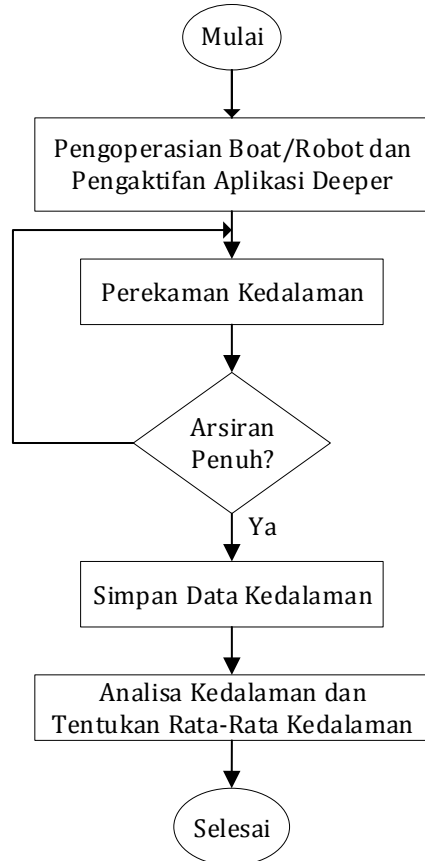 Mulai
Pengoperasian Boat/Robot dan
Pengaktifan Aplikasi Deeper
Perekaman Kedalaman
Arsiran
Penuh?
Ya
Simpan Data Kedalaman
Analisa Kedalaman dan
Tentukan Rata-Rata Kedalaman
Selesai